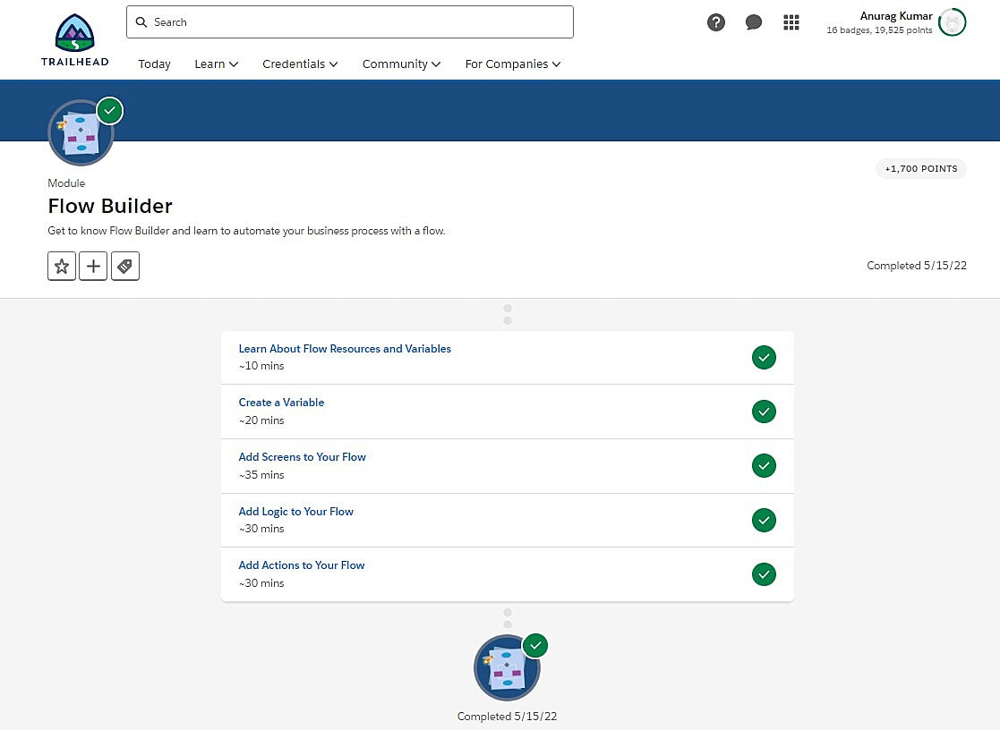 TRAILHEAD
Search
Anurag Kumar
16 badges, 19,525 points
Today
Learn
Credentials
Community
For Companies
+1,700 POINTS
Module
Flow Builder
Get to know Flow Builder and learn to automate your business process with a flow.
Completed 5/15/22
Learn About Flow Resources and Variables
~10 mins
Create a Variable
~20 mins
Add Screens to Your Flow
~35 mins
Add Logic to Your Flow
~30 mins
Add Actions to Your Flow
~30 mins
Completed 5/15/22